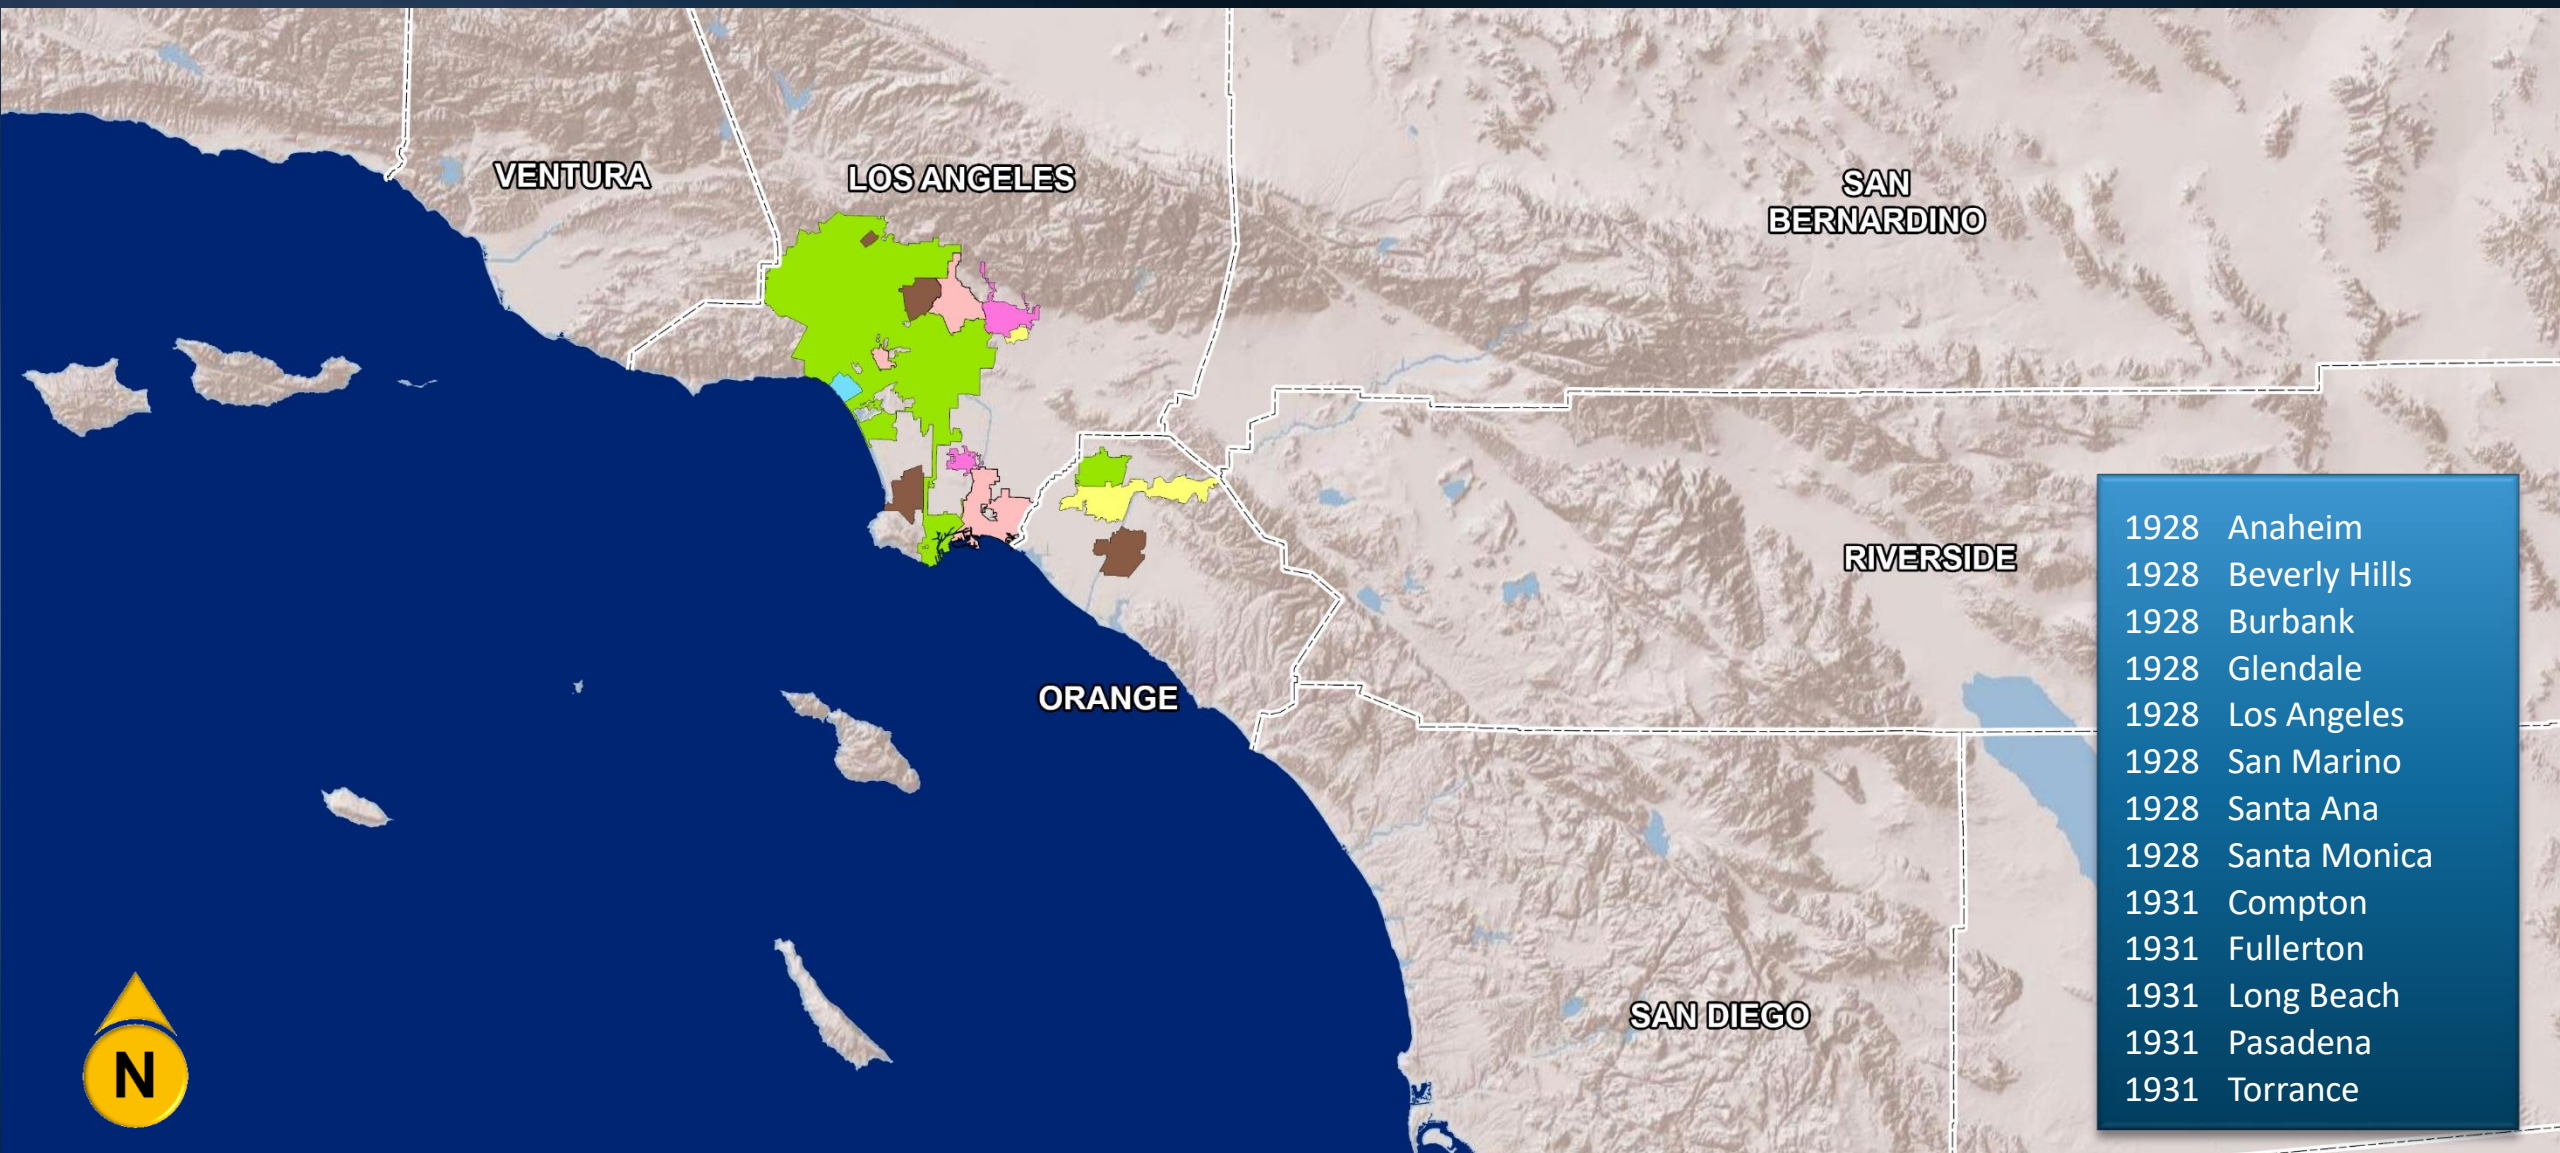 VENTURA
LOS ANGELES
SAN
BERNARDINO
RIVERSIDE
ORANGE
SAN DIEGO
N
1928 Anaheim
1928 Beverly Hills
1928 Burbank
1928 Glendale
1928 Los Angeles
1928 San Marino
1928 Santa Ana
1928 Santa Monica
1931 Compton
1931 Fullerton
1931 Long Beach
1931 Pasadena
1931 Torrance